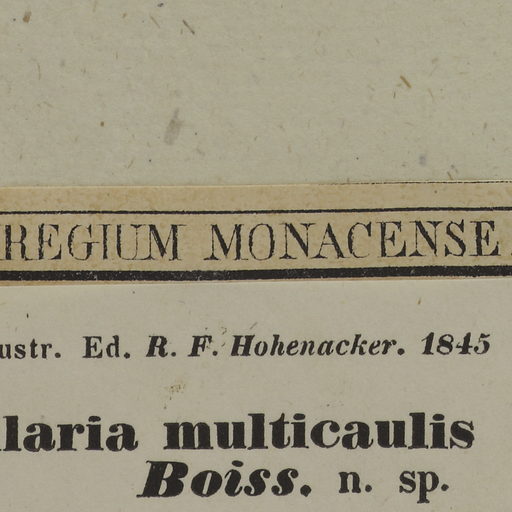 REGIUM MONACENSE
ustr. Ed. R. F. Hohenacker. 1845
laria multicaulis
Boiss. n. sp.